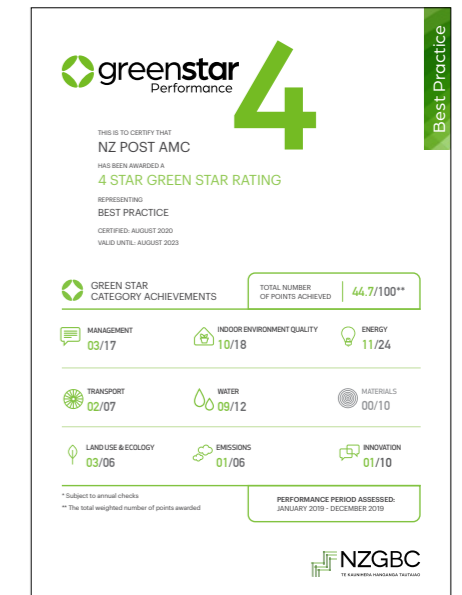 Best Practice
greenstar
Performance
4
THIS IS TO CERTIFY THAT
NZ POST AMC
HAS BEEN AWARDED A
4 STAR GREEN STAR RATING
REPRESENTING
BEST PRACTICE
CERTIFIED: AUGUST 2020
VALID UNTIL: AUGUST 2023
GREEN STAR
CATEGORY ACHIEVEMENTS
TOTAL NUMBER
OF POINTS ACHIEVED
44.7/100**
MANAGEMENT
03/17
INDOOR ENVIRONMENT QUALITY
10/18
ENERGY
11/24
TRANSPORT
02/07
WATER
09/12
MATERIALS
00/10
LAND USE & ECOLOGY
03/06
EMISSIONS
01/06
INNOVATION
01/10
* Subject to annual checks
** The total weighted number of points awarded
PERFORMANCE PERIOD ASSESSED:
JANUARY 2019 - DECEMBER 2019
NZGBC
TE KAUNIHERA HANGANGA TAUTAIAO